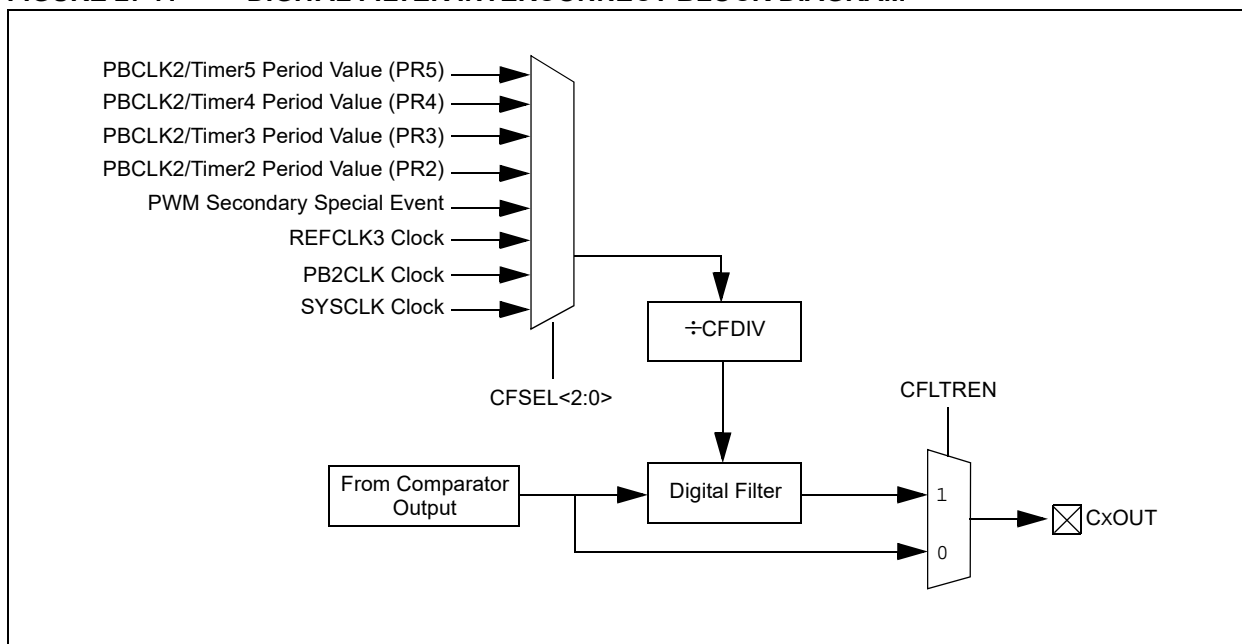 PBCLK2/Timer5 Period Value (PR5)
PBCLK2/Timer4 Period Value (PR4)
PBCLK2/Timer3 Period Value (PR3)
PBCLK2/Timer2 Period Value (PR2)
PWM Secondary Special Event
REFCLK3 Clock
PB2CLK Clock
SYSCLK Clock
÷CFDIV
CFSEL<2:0>
CFLTREN
From Comparator
Output
Digital Filter
1
0
CxOUT